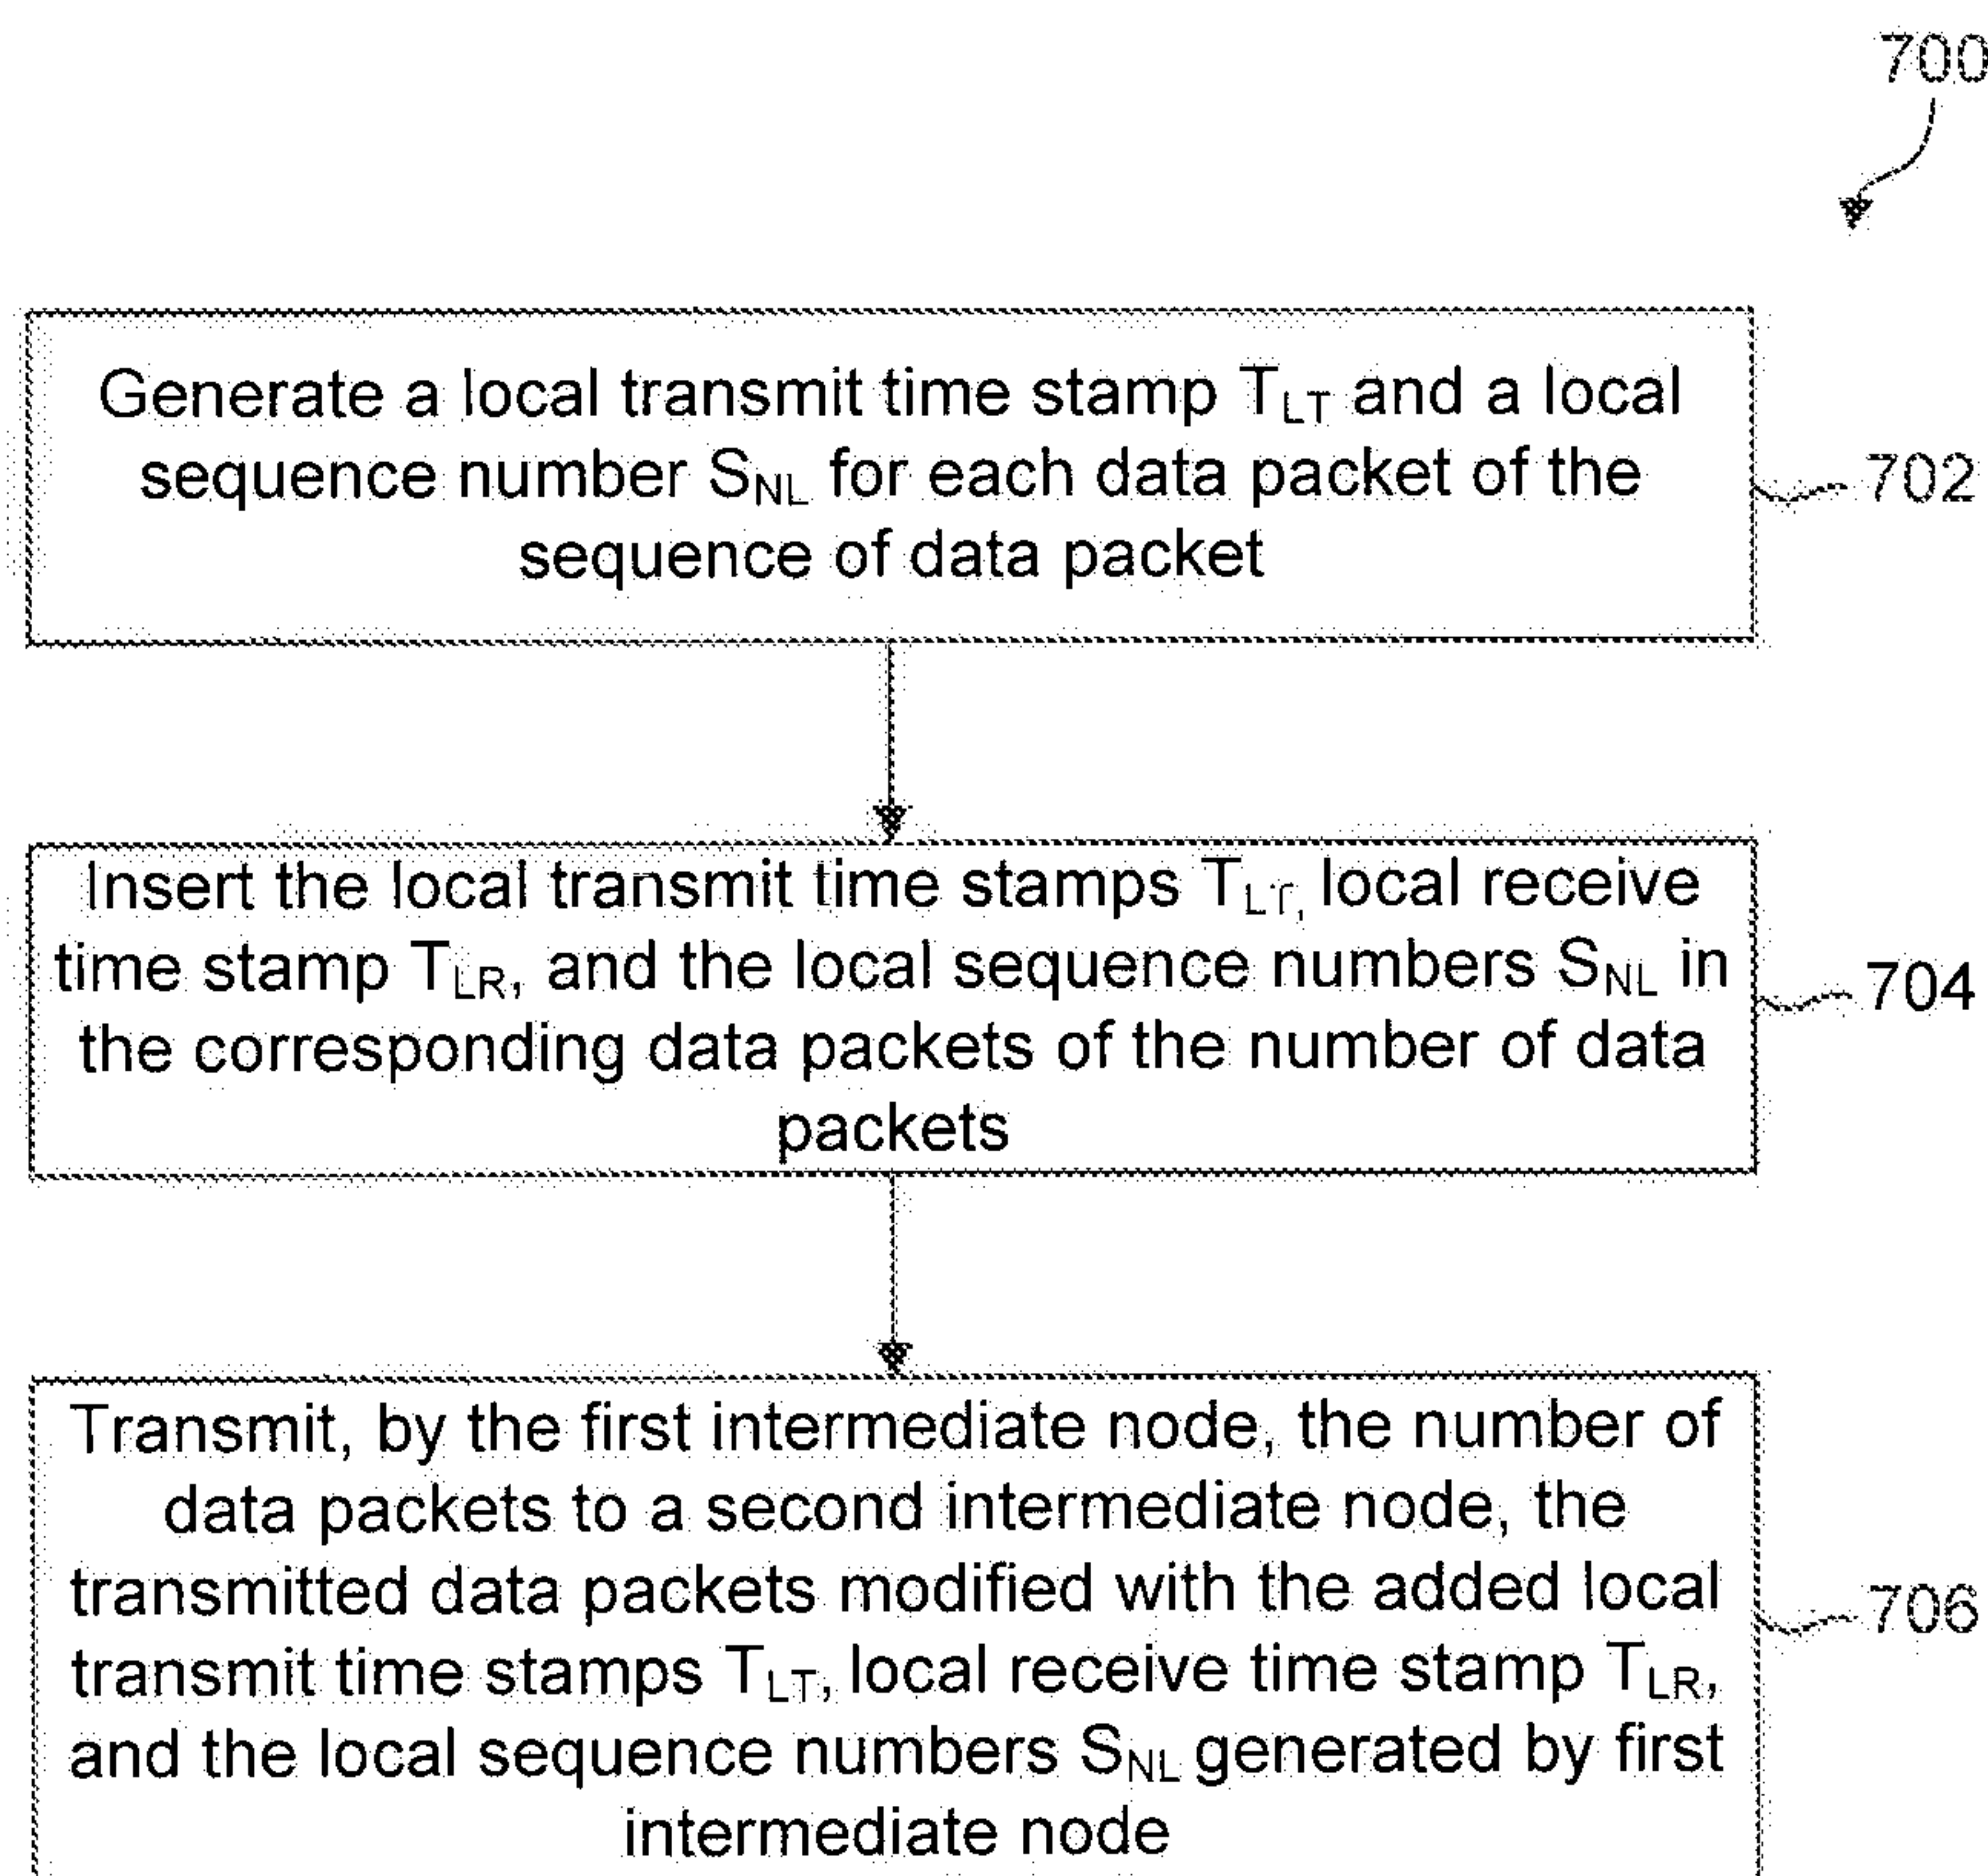 700
Generate a local transmit time stamp T_LT and a local
sequence number S_NL for each data packet of the
sequence of data packet
702
Insert the local transmit time stamps T_LT, local receive
time stamp T_LR, and the local sequence numbers S_NL in
the corresponding data packets of the number of data
packets
704
Transmit, by the first intermediate node, the number of
data packets to a second intermediate node, the
transmitted data packets modified with the added local
transmit time stamps T_LT, local receive time stamp T_LR,
and the local sequence numbers S_NL generated by first
intermediate node
706